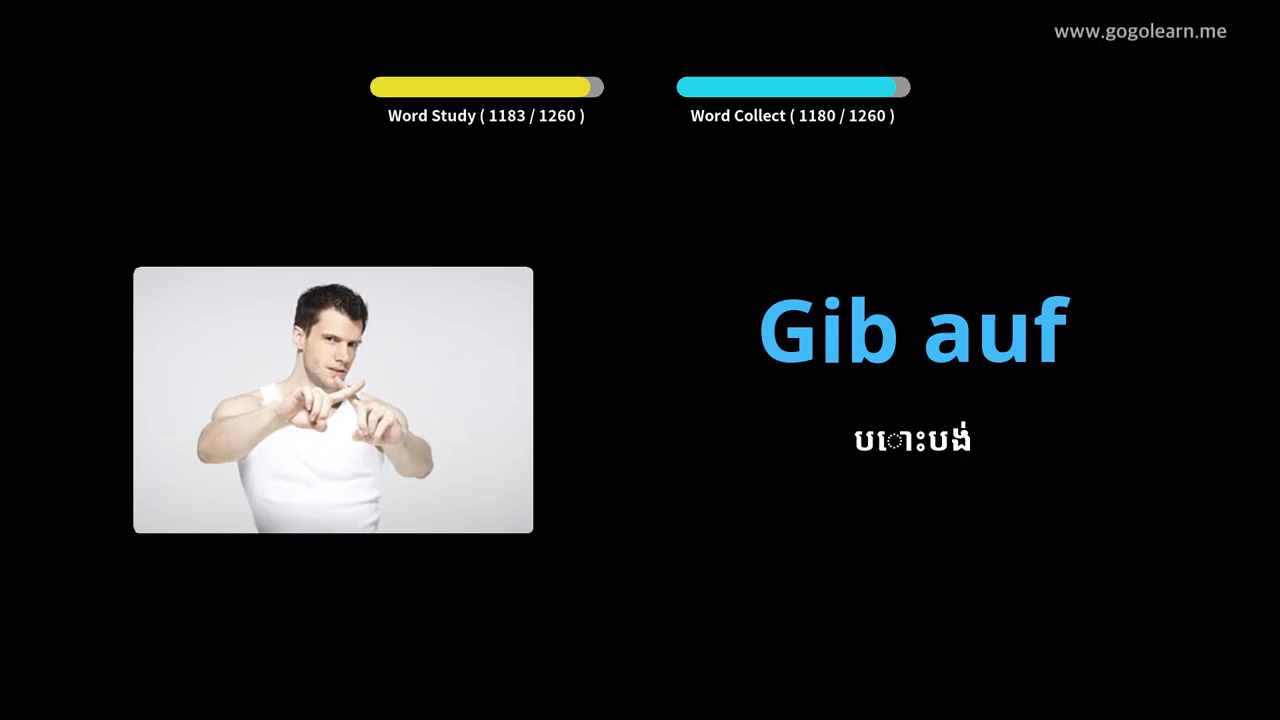 www.gogolearn.me
Word Study ( 1183 / 1260 )
Word Collect ( 1180 / 1260 )
Gib auf
បោះបង់